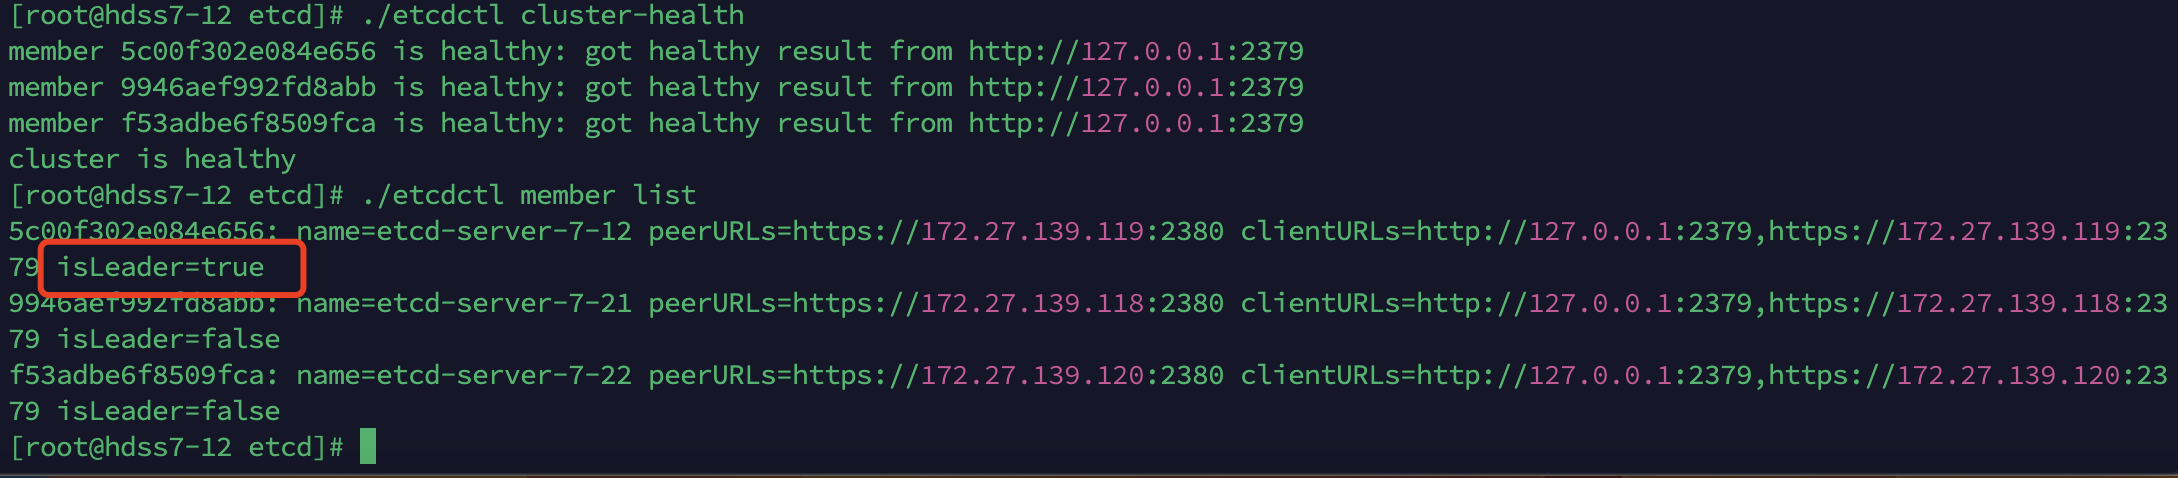 [root@hdss7-12 etcd]# ./etcdctl cluster-health
member 5c00f302e084e656 is healthy: got healthy result from http://127.0.0.1:2379
member 9946aef992fd8abb is healthy: got healthy result from http://127.0.0.1:2379
member f53adbe6f8509fca is healthy: got healthy result from http://127.0.0.1:2379
cluster is healthy
[root@hdss7-12 etcd]# ./etcdctl member list
5c00f302e084e656: name=etcd-server-7-12 peerURLs=https://172.27.139.119:2380 clientURLs=http://127.0.0.1:2379,https://172.27.139.119:23
79 isLeader=true
9946aef992fd8abb: name=etcd-server-7-21 peerURLs=https://172.27.139.118:2380 clientURLs=http://127.0.0.1:2379,https://172.27.139.118:23
79 isLeader=false
f53adbe6f8509fca: name=etcd-server-7-22 peerURLs=https://172.27.139.120:2380 clientURLs=http://127.0.0.1:2379,https://172.27.139.120:23
79 isLeader=false
[root@hdss7-12 etcd]#